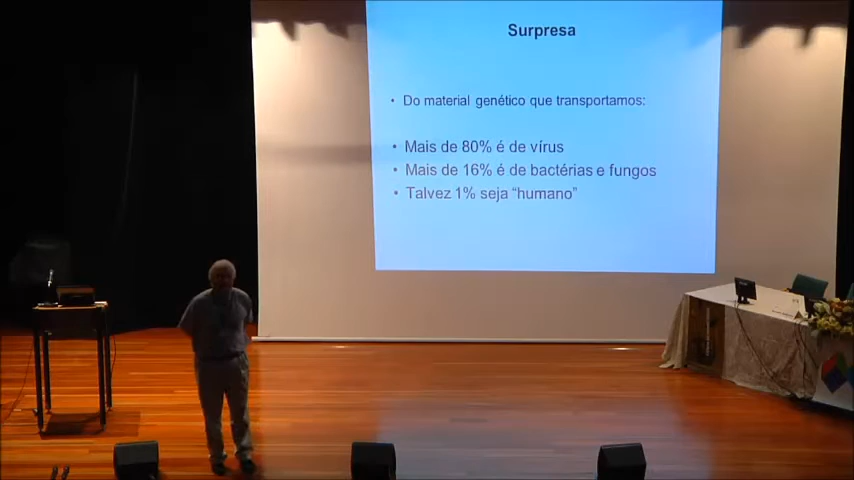 Surpresa
• Do material genético que transportamos:
• Mais de 80% é de vírus
• Mais de 16% é de bactérias e fungos
• Talvez 1% seja “humano”